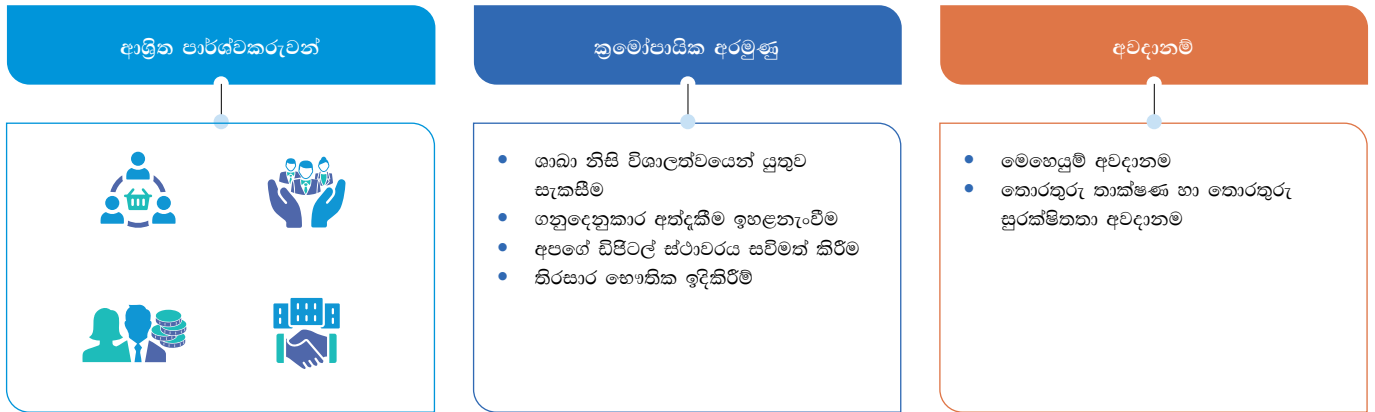 ආශ්‍රිත පාර්ශ්වකරුවන්
ක්‍රමෝපායික අරමුණු
අවදානම්
ශාඛා නිසි විශාලත්වයෙන් යුතුව
සැකසීම
ගනුදෙනුකාර අත්දැකීම ඉහළනැංවීම
අපගේ ඩිජිටල් ස්ථාවරය සවිමත් කිරීම
තිරසාර භෞතික ඉදිකිරීම්
මෙහෙයුම් අවදානම
තොරතුරු තාක්ෂණ හා තොරතුරු
සුරක්ෂිතතා අවදානම